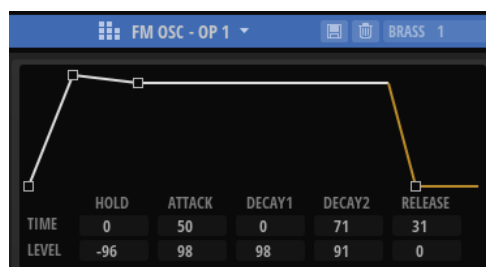 FM OSC - OP 1 BRASS 1
HOLD ATTACK DECAY1 DECAY2 RELEASE
TIME 0 50 0 71 31
LEVEL -96 98 98 91 0